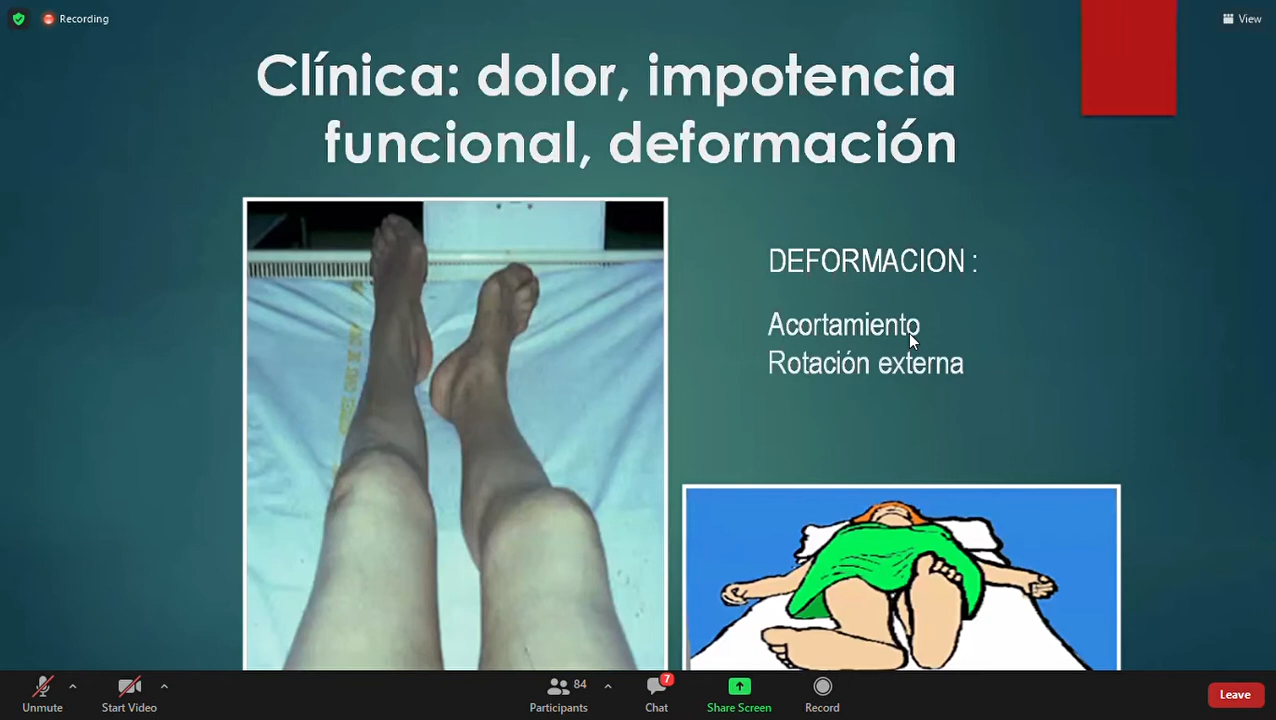 Recording
View
Clínica: dolor, impotencia
funcional, deformación
DEFORMACION :
Acortamiento
Rotación externa
Unmute
Start Video
84
Participants
7
Chat
Share Screen
Record
Leave